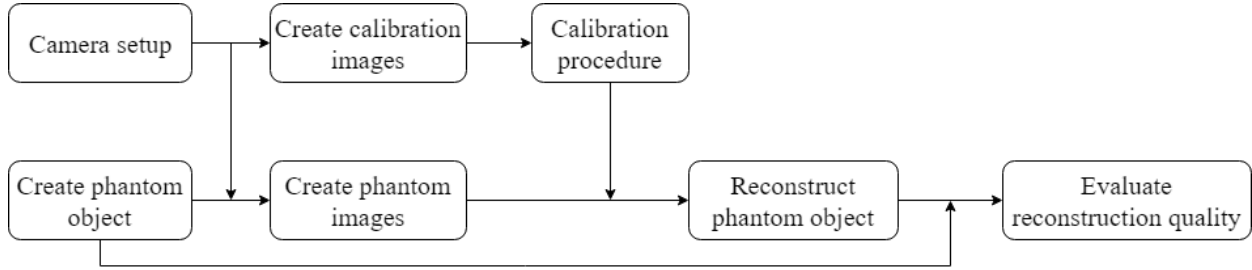 Camera setup
Create calibration
images
Calibration
procedure
Create phantom
object
Create phantom
images
Reconstruct
phantom object
Evaluate
reconstruction quality